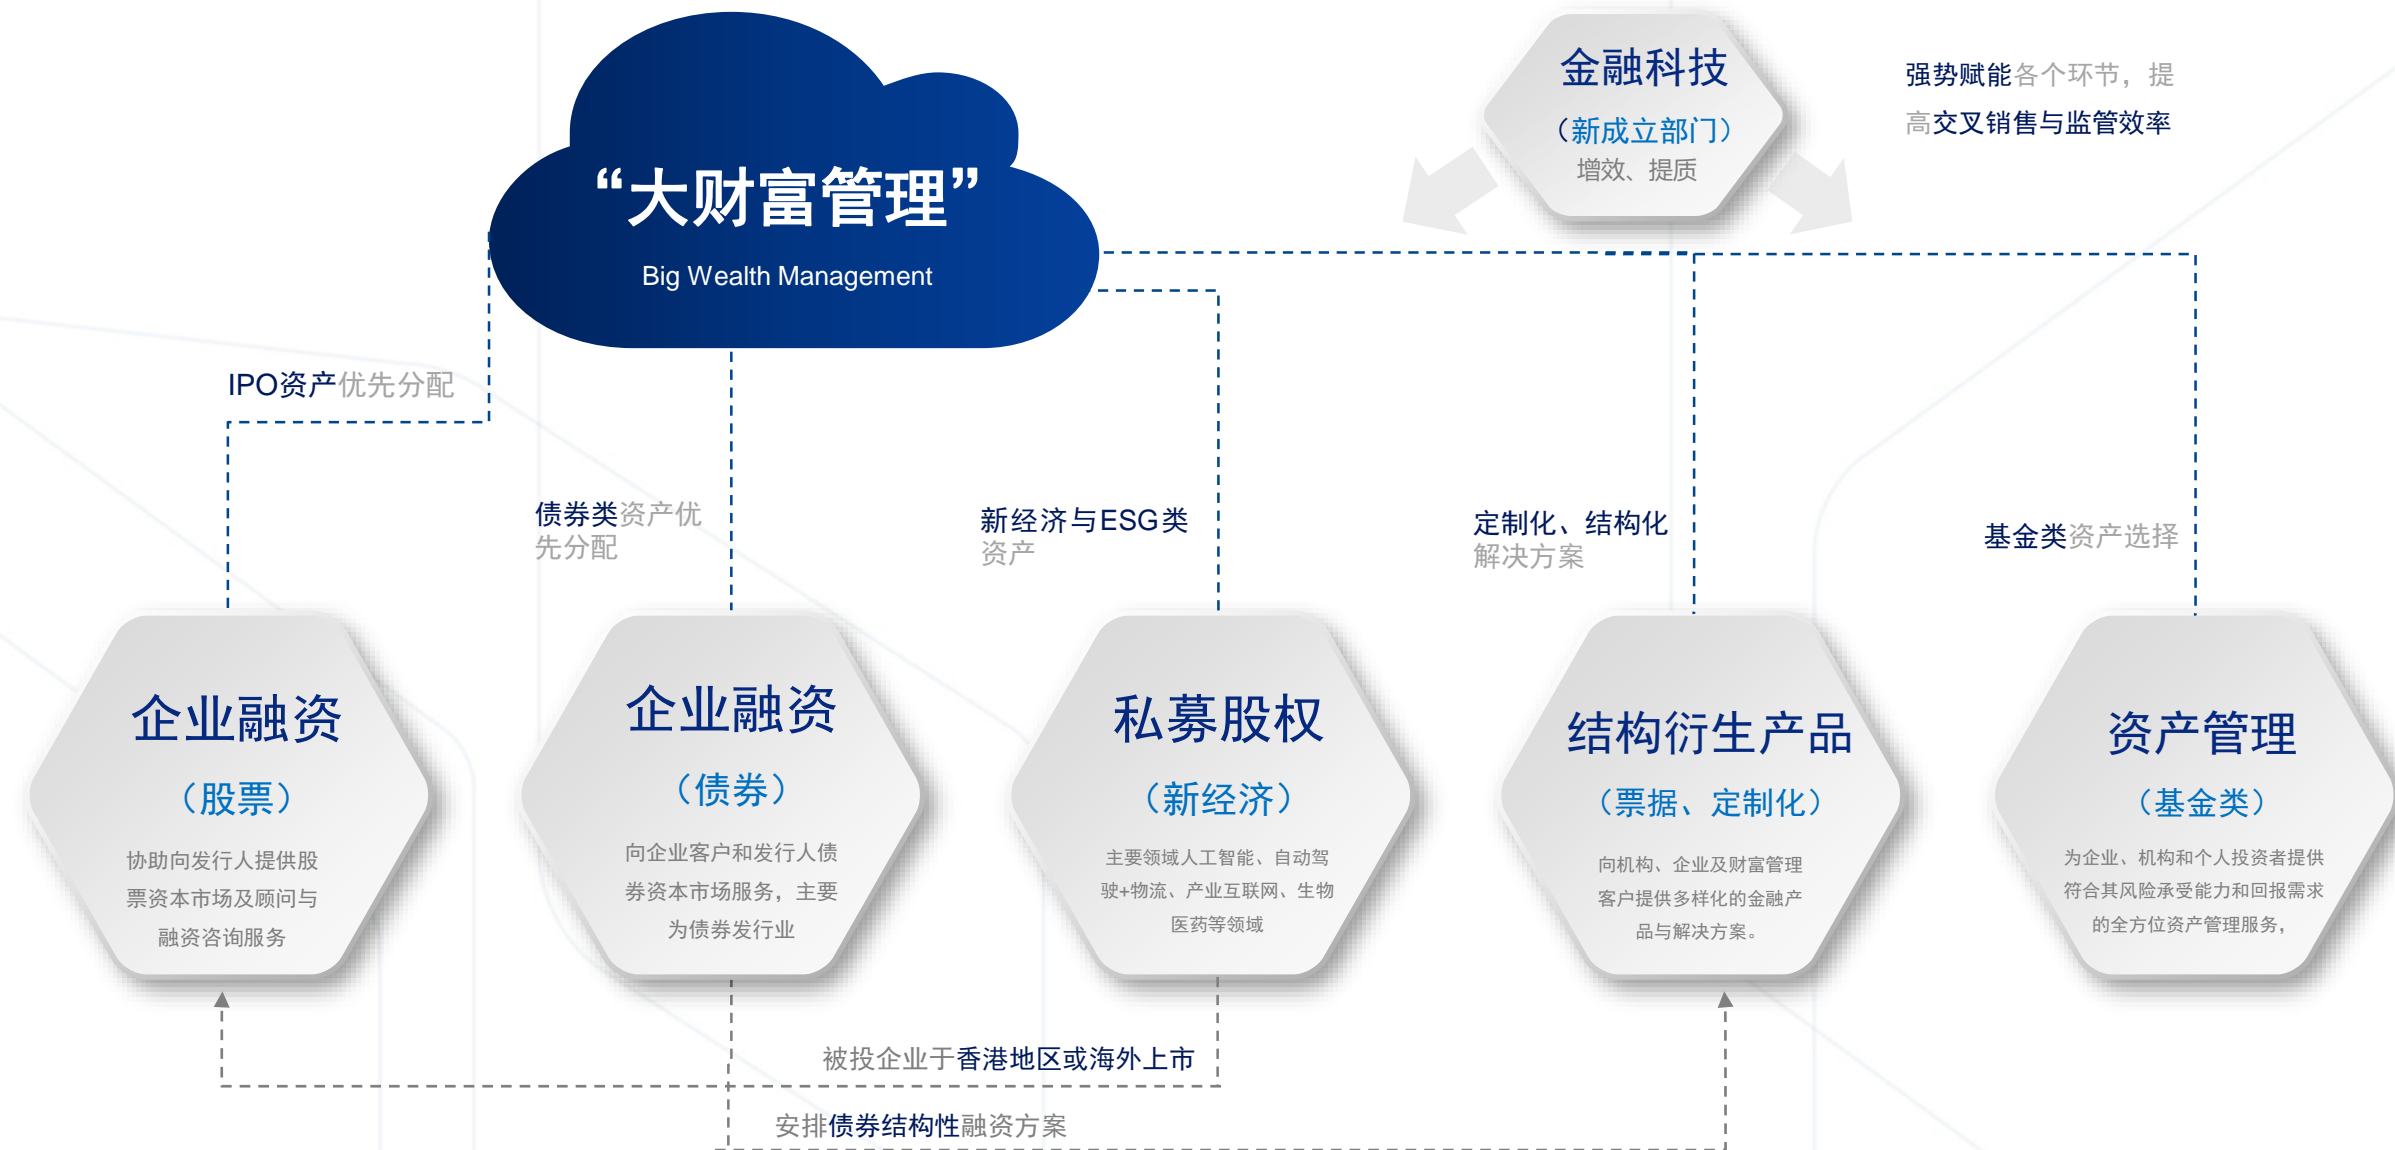 “大财富管理”
Big Wealth Management
金融科技
（新成立部门）
增效、提质
强势赋能各个环节，提
高交叉销售与监管效率
IPO资产优先分配
债券类资产优
先分配
新经济与ESG类
资产
定制化、结构化
解决方案
基金类资产选择
企业融资
（股票）
协助向发行人提供股
票资本市场及顾问与
融资咨询服务
企业融资
（债券）
向企业客户和发行人债
券资本市场服务，主要
为债券发行业
私募股权
（新经济）
主要领域人工智能、自动驾
驶+物流、产业互联网、生物
医药等领域
结构衍生产品
（票据、定制化）
向机构、企业及财富管理
客户提供多样化的金融产
品与解决方案。
资产管理
（基金类）
为企业、机构和个人投资者提供
符合其风险承受能力和回报需求
的全方位资产管理服务，
被投企业于香港地区或海外上市
安排债券结构性融资方案